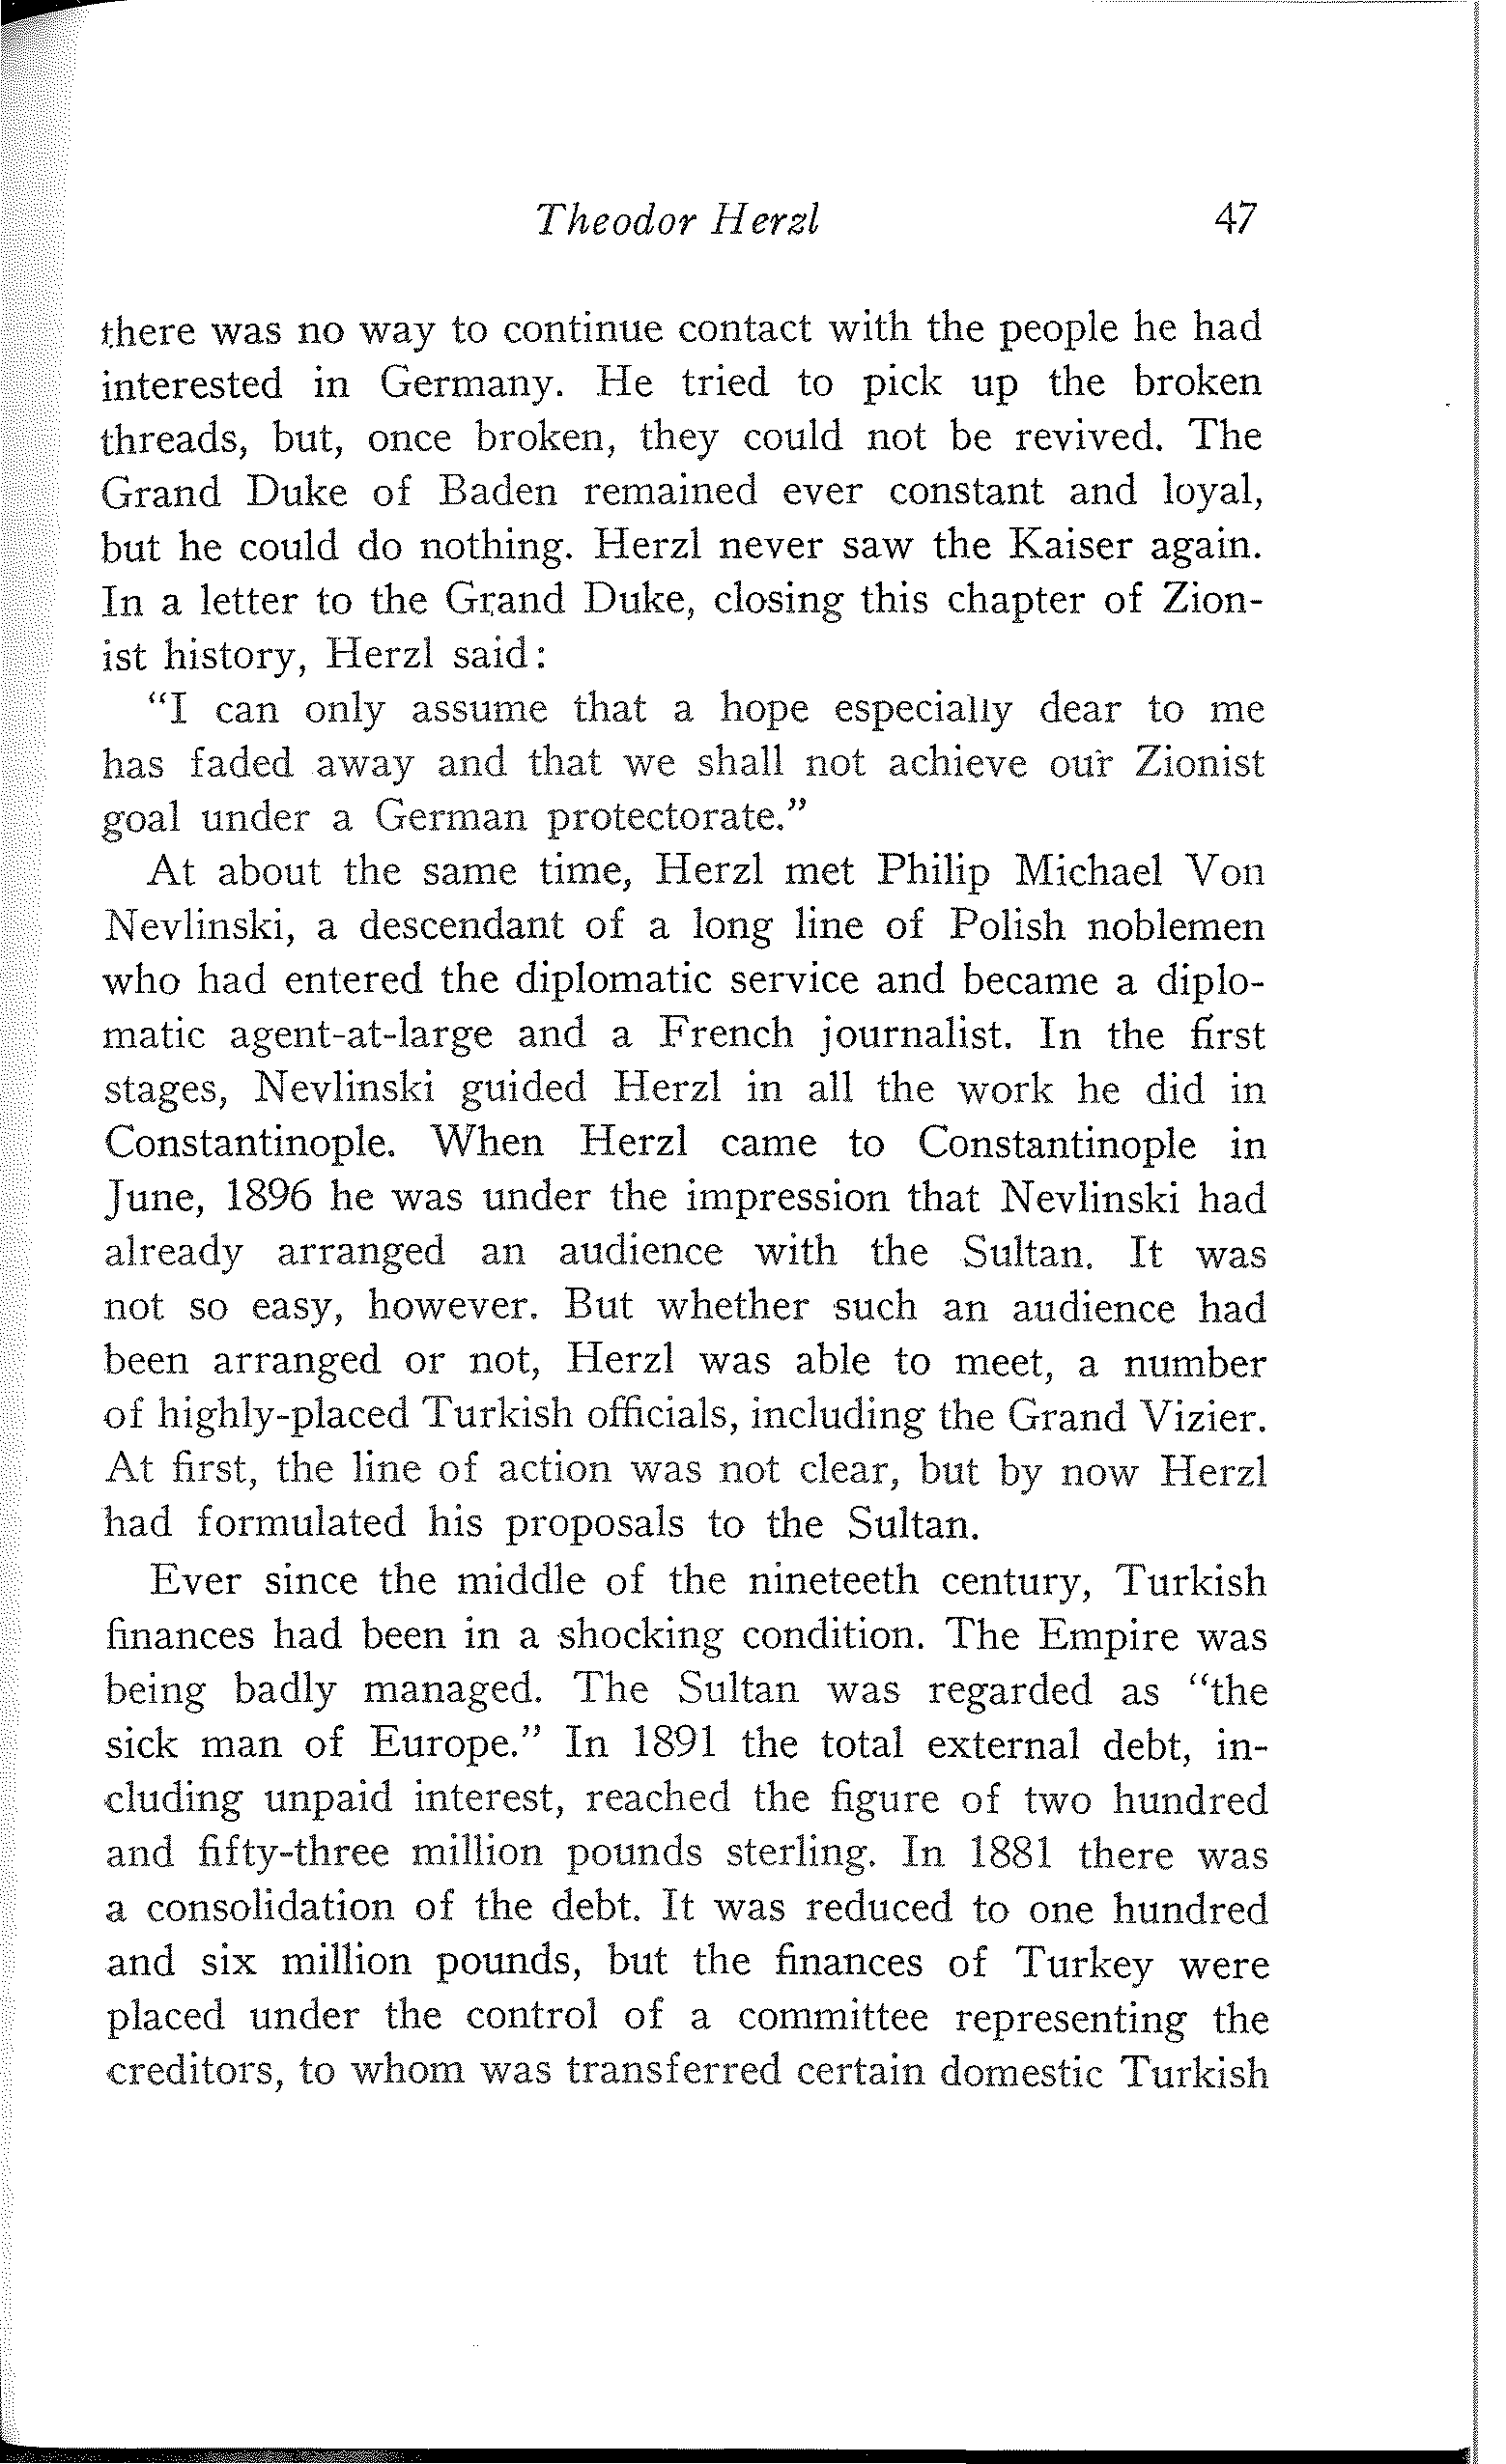 Theodor Herzl 47
there was no way to continue contact with the people he had
interested in Germany. He tried to pick up the broken
threads, but, once broken, they could not be revived. The
Grand Duke of Baden remained ever constant and loyal,
but he could do nothing. Herzl never saw the Kaiser again.
In a letter to the Grand Duke, closing this chapter of Zion-
ist history, Herzl said:
"I can only assume that a hope especially dear to me
has faded away and that we shall not achieve our Zionist
goal under a German protectorate."
At about the same time, Herzl met Philip Michael Von
Nevlinski, a descendant of a long line of Polish noblemen
who had entered the diplomatic service and became a diplo-
matic agent-at-large and a French journalist. In the first
stages, Nevlinski guided Herzl in all the work he did in
Constantinople. When Herzl came to Constantinople in
June, 1896 he was under the impression that Nevlinski had
already arranged an audience with the Sultan. It was
not so easy, however. But whether such an audience had
been arranged or not, Herzl was able to meet, a number
of highly-placed Turkish officials, including the Grand Vizier.
At first, the line of action was not clear, but by now Herzl
had formulated his proposals to the Sultan.
Ever since the middle of the nineteeth century, Turkish
finances had been in a shocking condition. The Empire was
being badly managed. The Sultan was regarded as "the
sick man of Europe." In 1891 the total external debt, in-
cluding unpaid interest, reached the figure of two hundred
and fifty-three million pounds sterling. In 1881 there was
a consolidation of the debt. It was reduced to one hundred
and six million pounds, but the finances of Turkey were
placed under the control of a committee representing the
creditors, to whom was transferred certain domestic Turkish